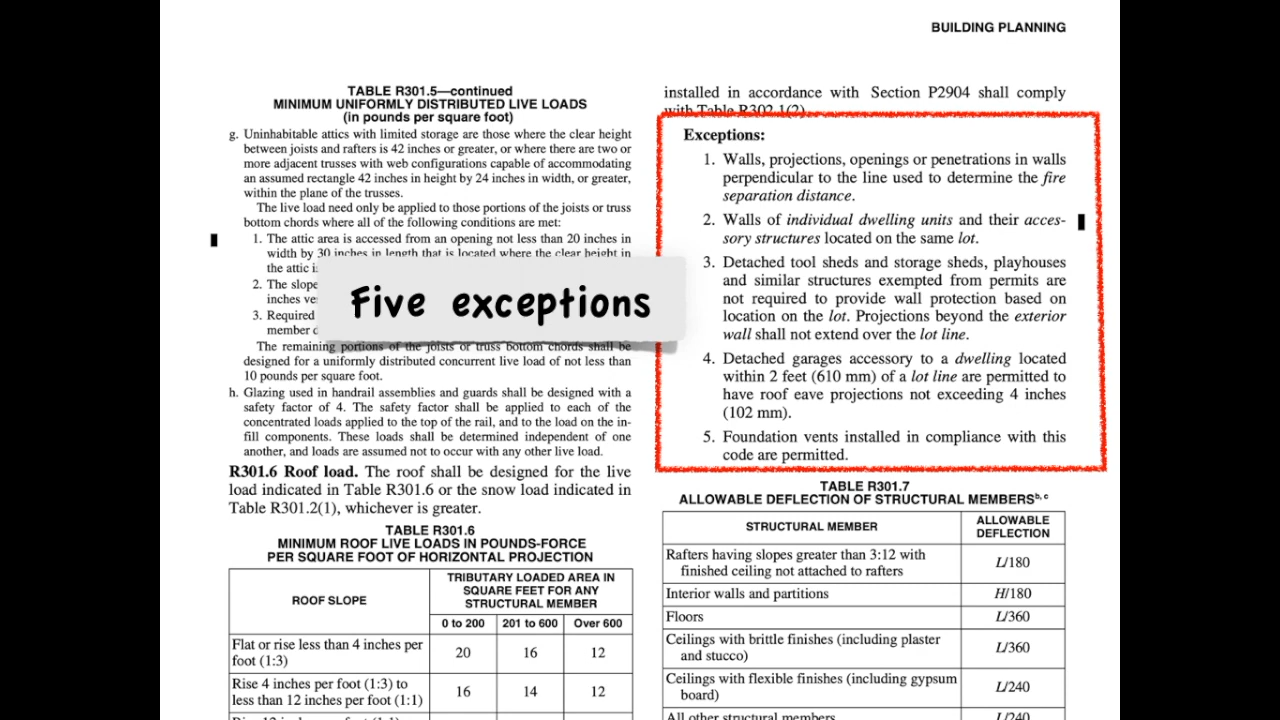 BUILDING PLANNING
TABLE R301.5—continued
MINIMUM UNIFORMLY DISTRIBUTED LIVE LOADS
(in pounds per square foot)
g. Uninhabitable attics with limited storage are those where the clear height
between joists and rafters is 42 inches or greater, or where there are two or
more adjacent trusses with web configurations capable of accommodating
an assumed rectangle 42 inches in height by 24 inches in width, or greater,
within the plane of the trusses.
The live load need only be applied to those portions of the joists or truss
bottom chords where all of the following conditions are met:
1. The attic area is accessed from an opening not less than 20 inches in
width by 30 inches in length that is located where the clear height in
the attic
2. The slope
inches
3. Required
member
The remaining portions of the joists or truss bottom chords shall be
designed for a uniformly distributed concurrent live load of not less than
10 pounds per square foot.
h. Glazing used in handrail assemblies and guards shall be designed with a
safety factor of 4. The safety factor shall be applied to each of the
concentrated loads applied to the top of the rail, and to the load on the in-
fill components. These loads shall be determined independent of one
another, and loads are assumed not to occur with any other live load.
R301.6 Roof load. The roof shall be designed for the live
load indicated in Table R301.6 or the snow load indicated in
Table R301.2(1), whichever is greater.
TABLE R301.6
MINIMUM ROOF LIVE LOADS IN POUNDS-FORCE
PER SQUARE FOOT OF HORIZONTAL PROJECTION
ROOF SLOPE
TRIBUTARY LOADED AREA IN
SQUARE FEET FOR ANY
STRUCTURAL MEMBER
0 to 200 201 to 600 Over 600
Flat or rise less than 4 inches per
foot (1:3)
20 16 12
Rise 4 inches per foot (1:3) to
less than 12 inches per foot (1:1)
16 14 12
Five exceptions
installed in accordance with Section P2904 shall comply
with Table R302.1(2).
Exceptions:
1. Walls, projections, openings or penetrations in walls
perpendicular to the line used to determine the fire
separation distance.
2. Walls of individual dwelling units and their acces-
sory structures located on the same lot.
3. Detached tool sheds and storage sheds, playhouses
and similar structures exempted from permits are
not required to provide wall protection based on
location on the lot. Projections beyond the exterior
wall shall not extend over the lot line.
4. Detached garages accessory to a dwelling located
within 2 feet (610 mm) of a lot line are permitted to
have roof eave projections not exceeding 4 inches
(102 mm).
5. Foundation vents installed in compliance with this
code are permitted.
TABLE R301.7
ALLOWABLE DEFLECTION OF STRUCTURAL MEMBERS b, c
STRUCTURAL MEMBER
ALLOWABLE
DEFLECTION
Rafters having slopes greater than 3:12 with
finished ceiling not attached to rafters
L/180
Interior walls and partitions H/180
Floors L/360
Ceilings with brittle finishes (including plaster
and stucco)
L/360
Ceilings with flexible finishes (including gypsum
board)
L/240
All other structural members L/240